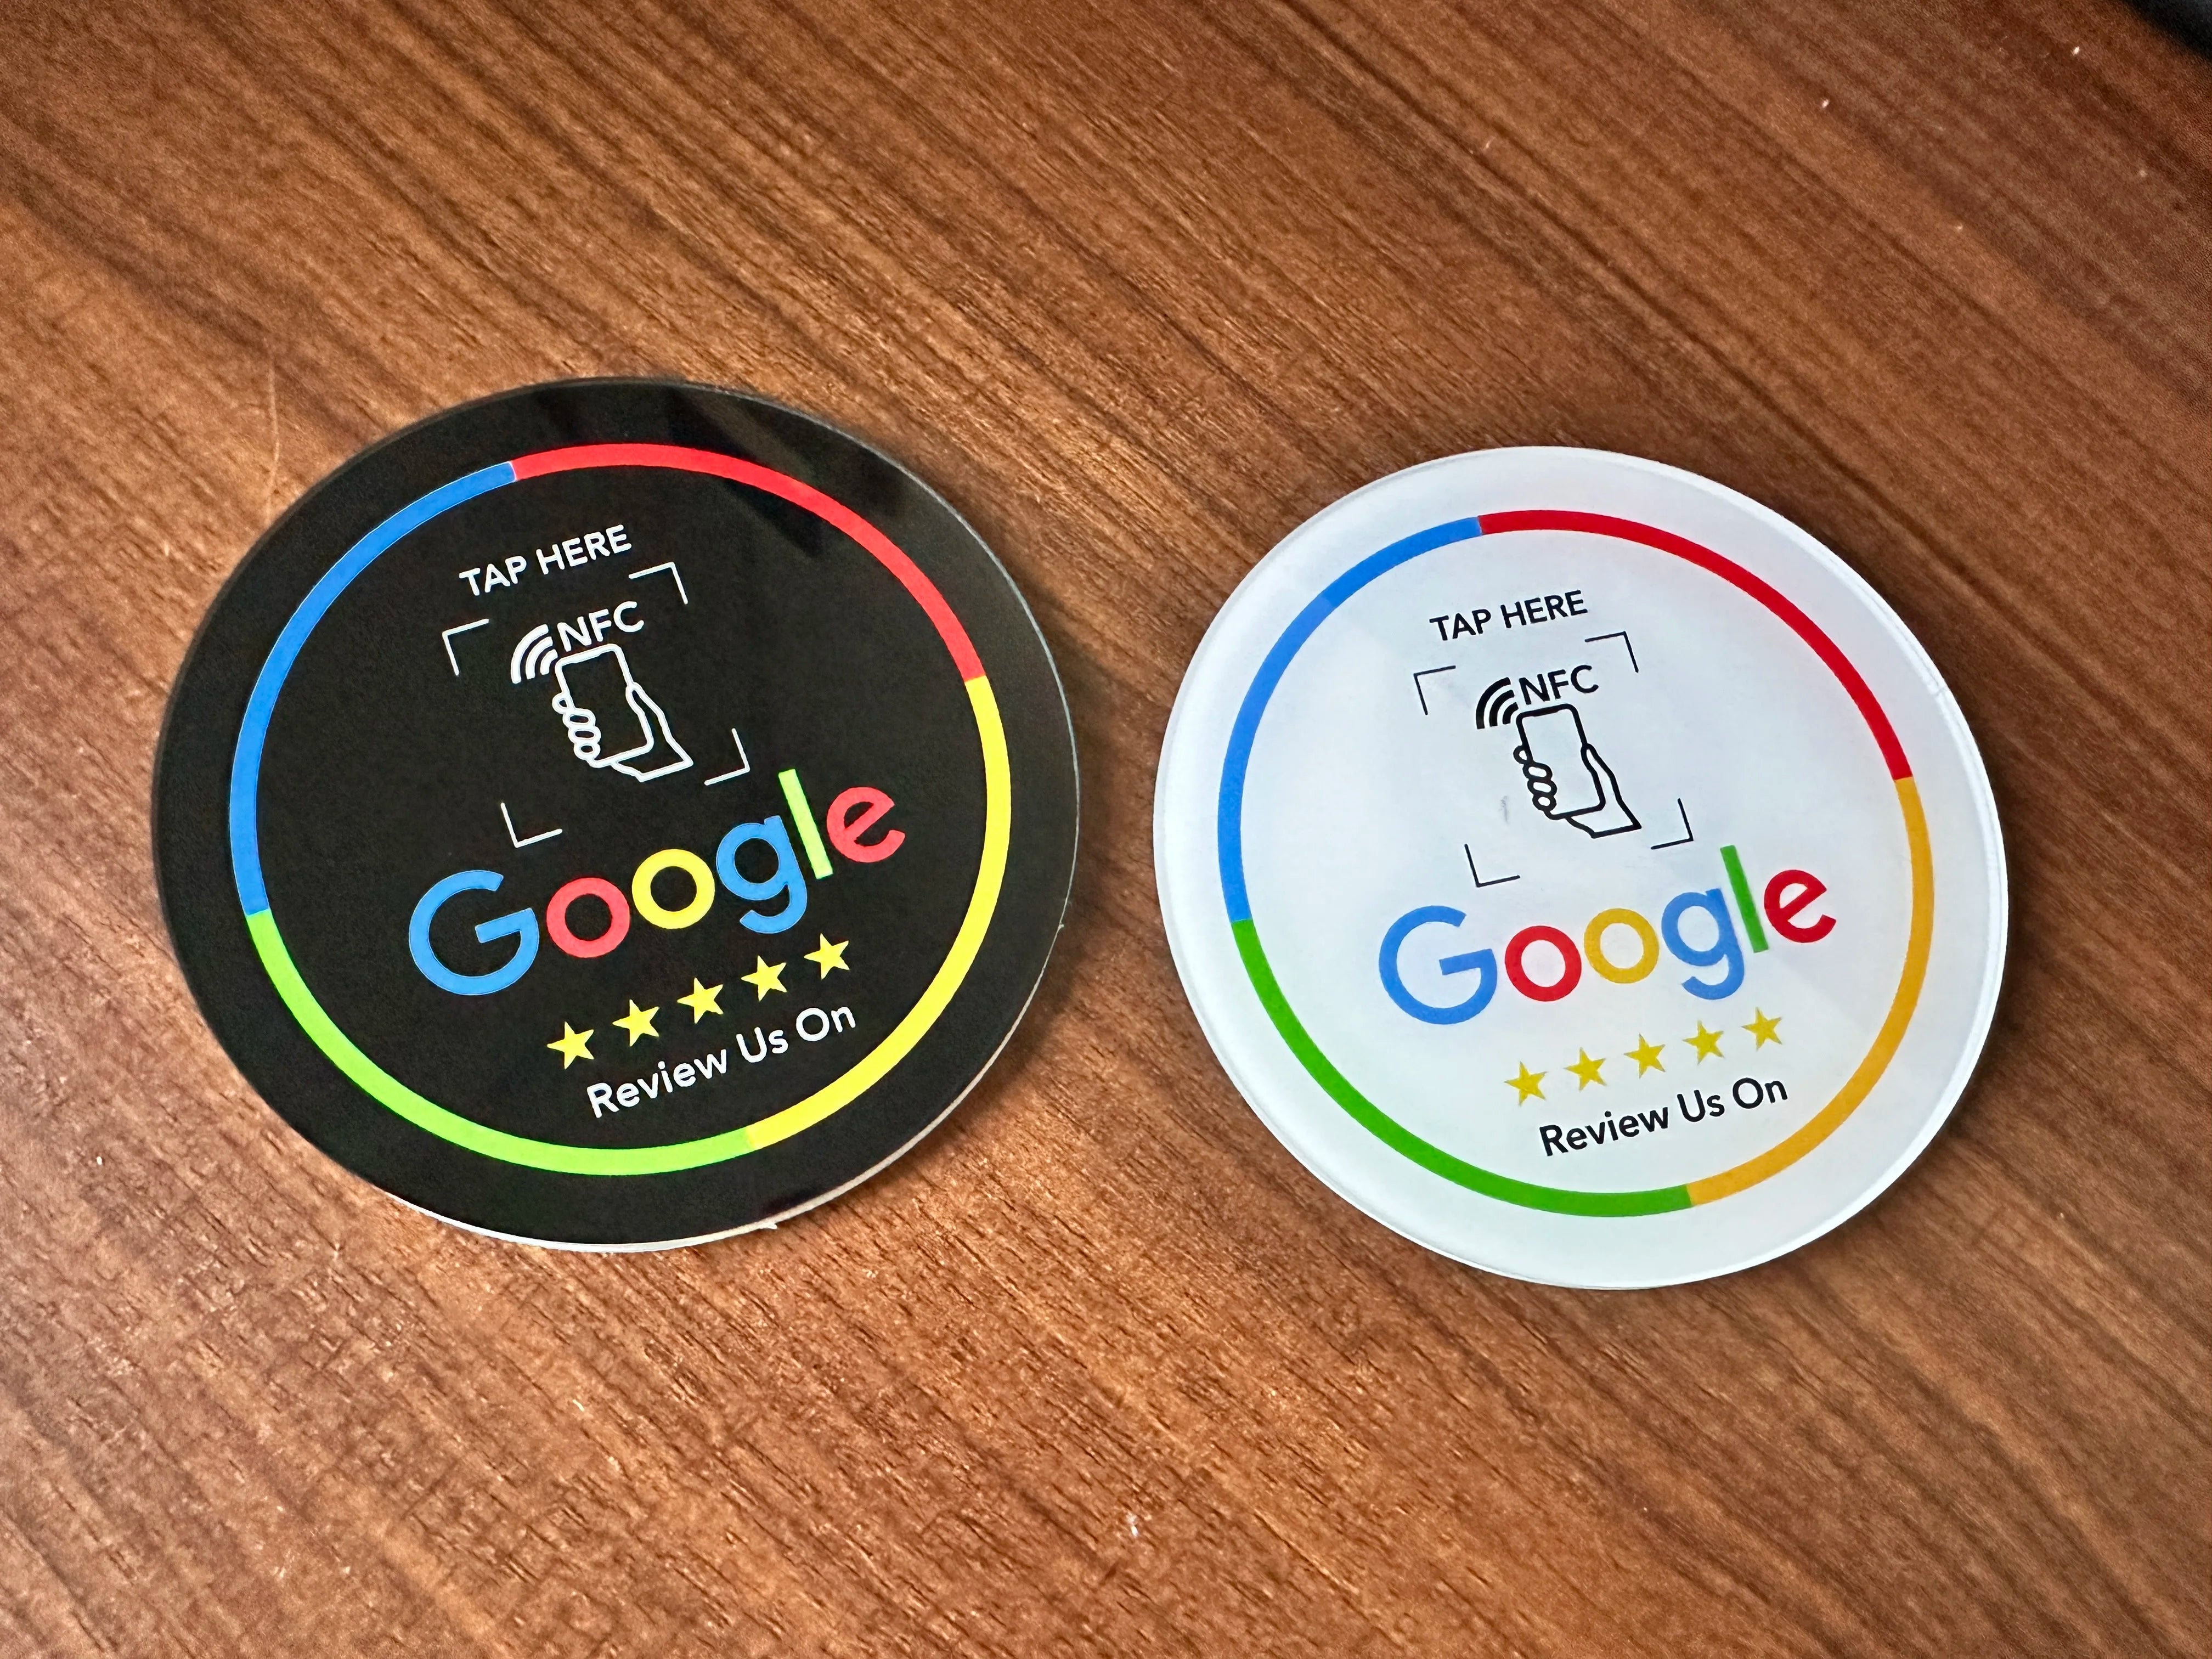 TAP HERE
NFC
Google
Review Us On
TAP HERE
NFC
Google
Review Us On